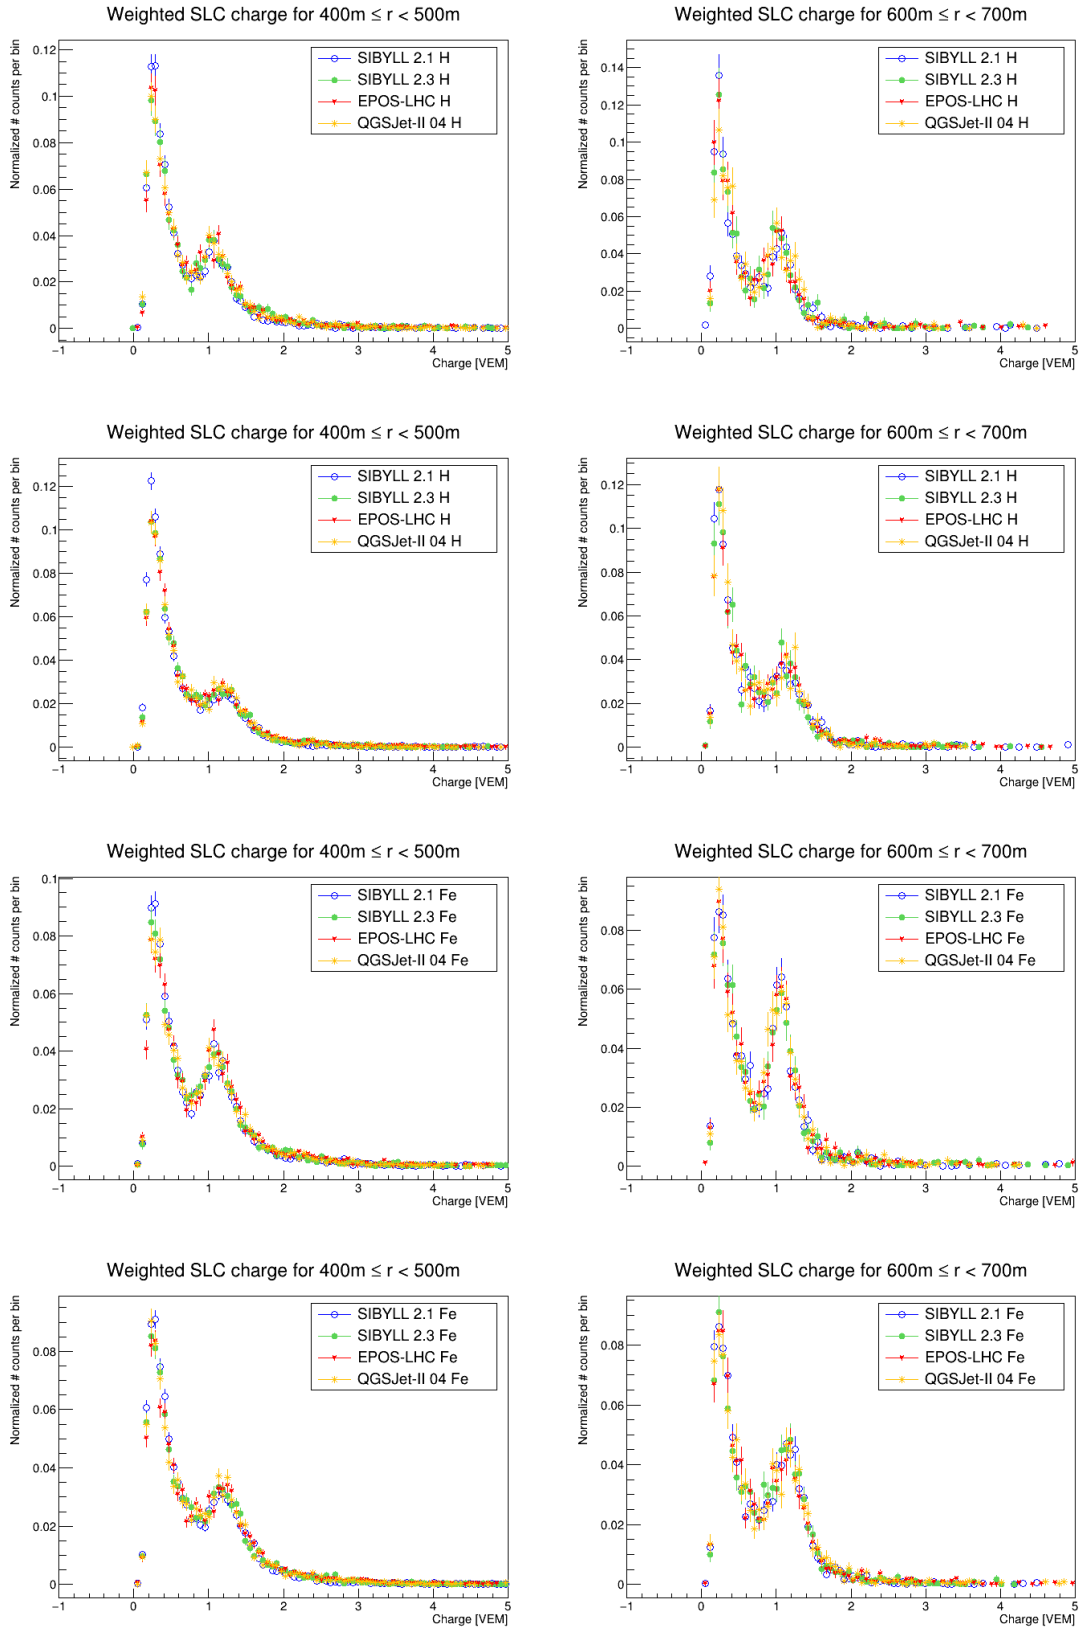 Weighted SLC charge for 400m ≤ r < 500m
Normalized # counts per bin
0.12
0.1
0.08
0.06
0.04
0.02
0
SIBYLL 2.1 H
SIBYLL 2.3 H
EPOS-LHC H
QGSJet-II 04 H
−1 0 1 2 3 4 5
Charge [VEM]
Weighted SLC charge for 600m ≤ r < 700m
Normalized # counts per bin
0.14
0.12
0.1
0.08
0.06
0.04
0.02
0
SIBYLL 2.1 H
SIBYLL 2.3 H
EPOS-LHC H
QGSJet-II 04 H
−1 0 1 2 3 4 5
Charge [VEM]
Weighted SLC charge for 400m ≤ r < 500m
Normalized # counts per bin
0.12
0.1
0.08
0.06
0.04
0.02
0
SIBYLL 2.1 H
SIBYLL 2.3 H
EPOS-LHC H
QGSJet-II 04 H
−1 0 1 2 3 4 5
Charge [VEM]
Weighted SLC charge for 600m ≤ r < 700m
Normalized # counts per bin
0.12
0.1
0.08
0.06
0.04
0.02
0
SIBYLL 2.1 H
SIBYLL 2.3 H
EPOS-LHC H
QGSJet-II 04 H
−1 0 1 2 3 4 5
Charge [VEM]
Weighted SLC charge for 400m ≤ r < 500m
Normalized # counts per bin
0.1
0.08
0.06
0.04
0.02
0
SIBYLL 2.1 Fe
SIBYLL 2.3 Fe
EPOS-LHC Fe
QGSJet-II 04 Fe
−1 0 1 2 3 4 5
Charge [VEM]
Weighted SLC charge for 600m ≤ r < 700m
Normalized # counts per bin
0.08
0.06
0.04
0.02
0
SIBYLL 2.1 Fe
SIBYLL 2.3 Fe
EPOS-LHC Fe
QGSJet-II 04 Fe
−1 0 1 2 3 4 5
Charge [VEM]
Weighted SLC charge for 400m ≤ r < 500m
Normalized # counts per bin
0.08
0.06
0.04
0.02
0
SIBYLL 2.1 Fe
SIBYLL 2.3 Fe
EPOS-LHC Fe
QGSJet-II 04 Fe
−1 0 1 2 3 4 5
Charge [VEM]
Weighted SLC charge for 600m ≤ r < 700m
Normalized # counts per bin
0.08
0.06
0.04
0.02
0
SIBYLL 2.1 Fe
SIBYLL 2.3 Fe
EPOS-LHC Fe
QGSJet-II 04 Fe
−1 0 1 2 3 4 5
Charge [VEM]